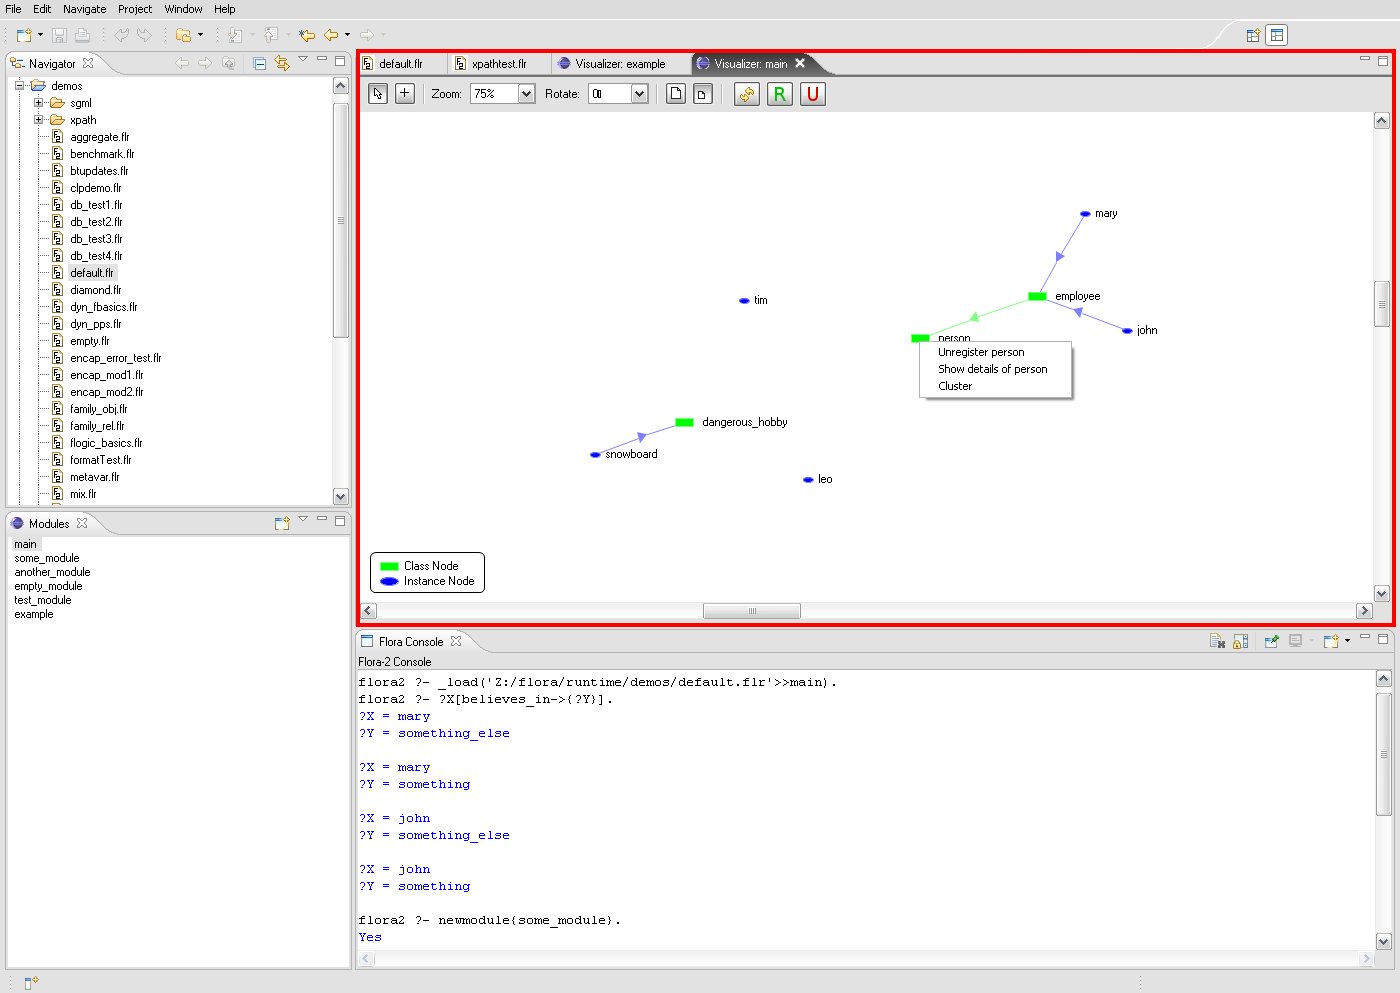 File Edit Navigate Project Window Help
Navigator
demos
sgml
xpath
aggregate.flr
benchmark.flr
btupdates.flr
clpdemo.flr
db_test1.flr
db_test2.flr
db_test3.flr
db_test4.flr
default.flr
diamond.flr
dyn_fbasics.flr
dyn_pps.flr
empty.flr
encap_error_test.flr
encap_mod1.flr
encap_mod2.flr
family_obj.flr
family_rel.flr
flogic_basics.flr
formatTest.flr
metavar.flr
mix.flr
Modules
main
some_module
another_module
empty_module
test_module
example
default.flr xpathtest.flr Visualizer: example Visualizer: main
Zoom: 75% Rotate: R U
mary
employee
tim
john
person
Unregister person
Show details of person
Cluster
dangerous_hobby
snowboard
leo
Class Node
Instance Node
Flora Console
Flora-2 Console
flora2 ?- _load('Z:/flora/runtime/demos/default.flr'>>main).
flora2 ?- ?X[believes_in->{?Y}].
?X = mary
?Y = something_else
?X = mary
?Y = something
?X = john
?Y = something_else
?X = john
?Y = something
flora2 ?- newmodule{some_module}.
Yes